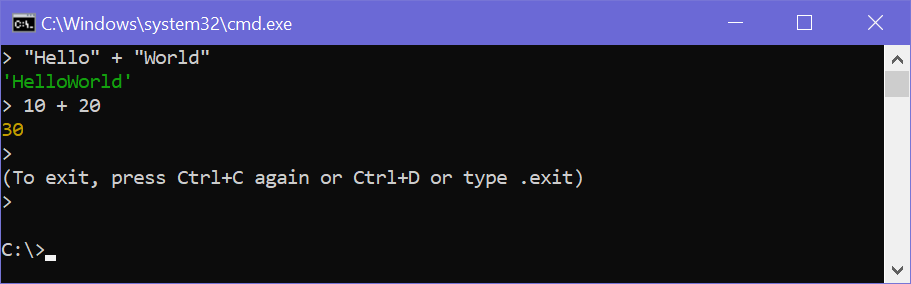 C:\Windows\system32\cmd.exe
> "Hello" + "World"
'HelloWorld'
> 10 + 20
30
>
(To exit, press Ctrl+C again or Ctrl+D or type .exit)
>
C:\>